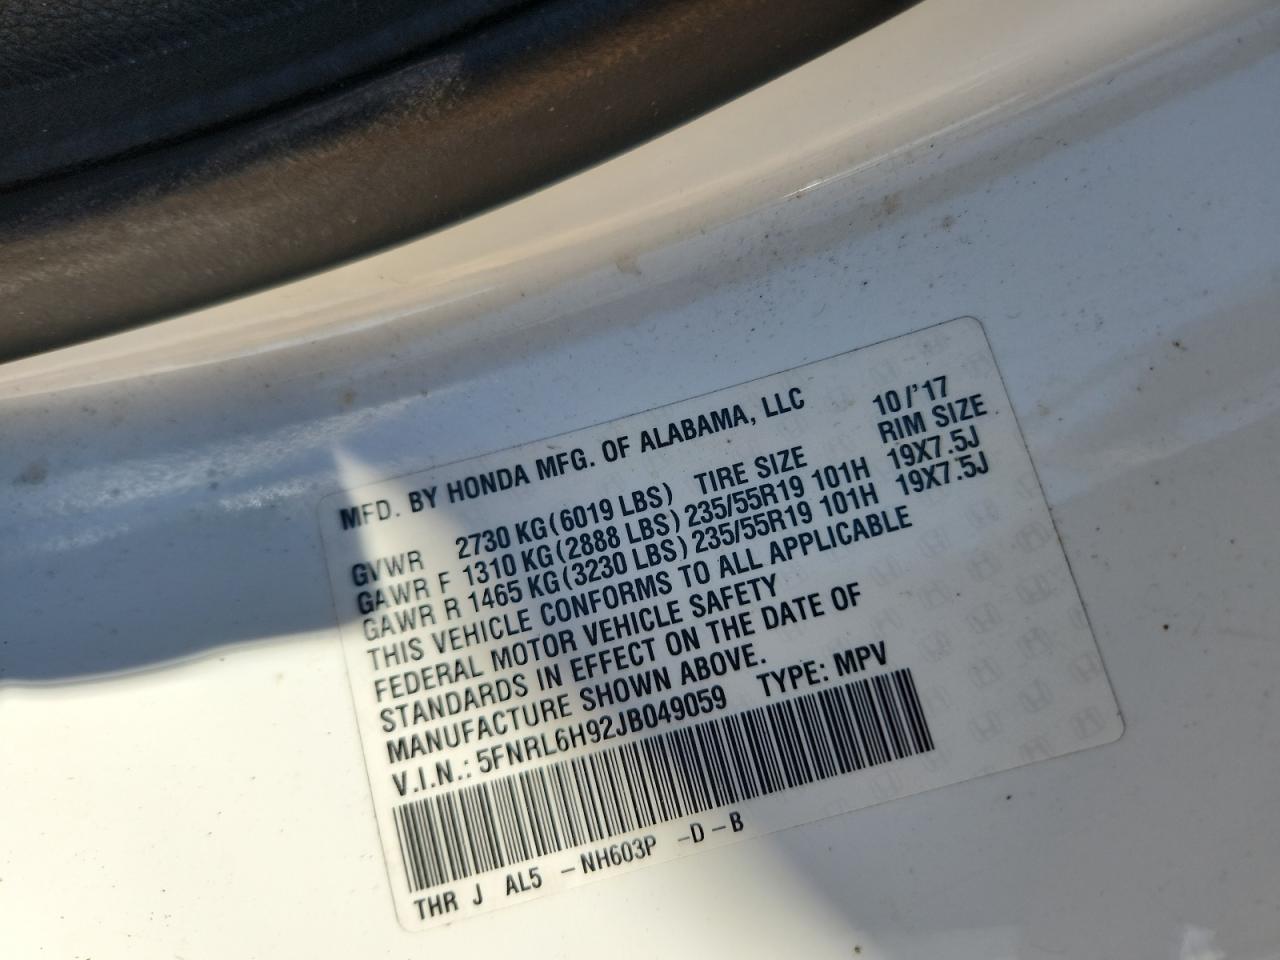 MFD. BY HONDA MFG. OF ALABAMA, LLC 10/'17
GVWR 2730 KG(6019 LBS) TIRE SIZE RIM SIZE
GAWR F 1310 KG(2888 LBS) 235/55R19 101H 19X7.5J
GAWR R 1465 KG(3230 LBS) 235/55R19 101H 19X7.5J
THIS VEHICLE CONFORMS TO ALL APPLICABLE
FEDERAL MOTOR VEHICLE SAFETY
STANDARDS IN EFFECT ON THE DATE OF
MANUFACTURE SHOWN ABOVE.
V.I.N.: 5FNRL6H92JB049059 TYPE: MPV
THR J AL5 -NH603P -D-B